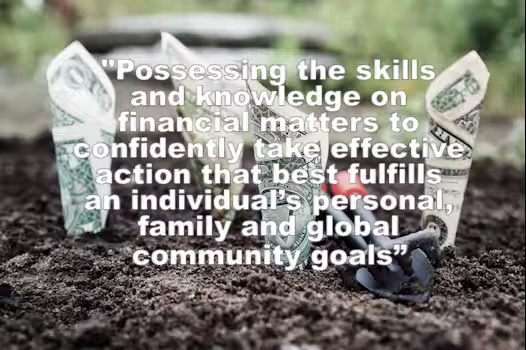 "Possessing the skills
and knowledge on
financial matters to
confidently take effective
action that best fulfills
an individual's personal,
family and global
community goals”